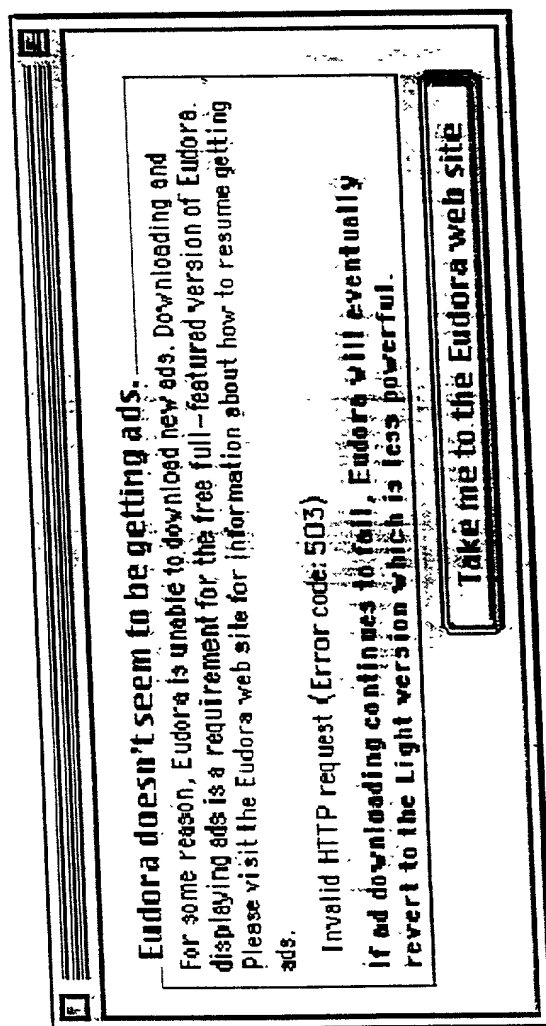 Eudora doesn't seem to be getting ads.
For some reason, Eudora is unable to download new ads. Downloading and
displaying ads is a requirement for the free full-featured version of Eudora.
Please visit the Eudora web site for information about how to resume getting
ads.
Invalid HTTP request (Error code: 503)
If ad downloading continues to fail, Eudora will eventually
revert to the Light version which is less powerful.
Take me to the Eudora web site